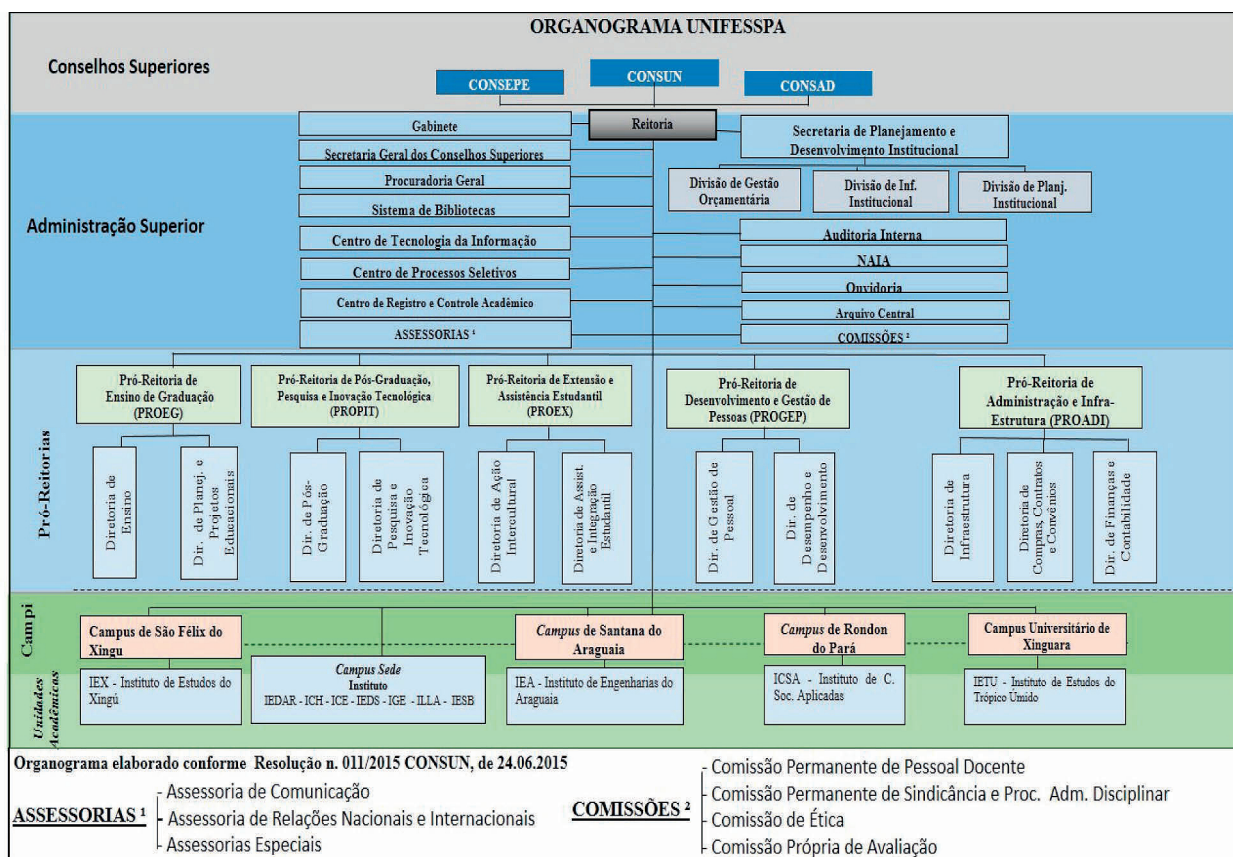 ORGANOGRAMA UNIFESSPA
Conselhos Superiores
CONSEPE
CONSUN
CONSAD
Reitoria
Administração Superior
Gabinete
Secretaria Geral dos Conselhos Superiores
Procuradoria Geral
Sistema de Bibliotecas
Centro de Tecnologia da Informação
Centro de Processos Seletivos
Centro de Registro e Controle Acadêmico
ASSESSORIAS ¹
Secretaria de Planejamento e
Desenvolvimento Institucional
Divisão de Gestão
Orçamentária
Divisão de Inf.
Institucional
Divisão de Planj.
Institucional
Auditoria Interna
NAIA
Ouvidoria
Arquivo Central
COMISSÕES ²
Pró-Reitorias
Pró-Reitoria de
Ensino de Graduação
(PROEG)
Pró-Reitoria de Pós-Graduação,
Pesquisa e Inovação Tecnológica
(PROPIT)
Pró-Reitoria de Extensão e
Assistência Estudantil
(PROEX)
Pró-Reitoria de
Desenvolvimento e Gestão de
Pessoas (PROGEP)
Pró-Reitoria de
Administração e Infra-
Estrutura (PROADI)
Diretoria de
Ensino
Dir. de Planej. e
Projetos
Educacionais
Dir. de Pós-
Graduação
Diretoria de
Pesquisa e
Inovação
Tecnológica
Diretoria de Ação
Intercultural
Diretoria de Assist.
e Integração
Estudantil
Dir. de Gestão de
Pessoal
Dir. de
Desempenho e
Desenvolvimento
Diretoria de
Infraestrutura
Diretoria de
Compras, Contratos
e Convênios
Dir. de Finanças e
Contabilidade
Campi
Campus de São Félix do
Xingu
Campus de Santana do
Araguaia
Campus de Rondon
do Pará
Campus Universitário de
Xinguara
Unidades
Acadêmicas
IEX - Instituto de Estudos do
Xingú
Campus Sede
Instituto
IEDAR - ICH - ICE - IEDS - IGE - ILLA - IESB
IEA - Instituto de Engenharias do
Araguaia
ICSA - Instituto de C.
Soc. Aplicadas
IETU - Instituto de Estudos do
Trópico Úmido
Organograma elaborado conforme Resolução n. 011/2015 CONSUN, de 24.06.2015
ASSESSORIAS ¹
- Assessoria de Comunicação
- Assessoria de Relações Nacionais e Internacionais
- Assessorias Especiais
COMISSÕES ²
- Comissão Permanente de Pessoal Docente
- Comissão Permanente de Sindicância e Proc. Adm. Disciplinar
- Comissão de Ética
- Comissão Própria de Avaliação